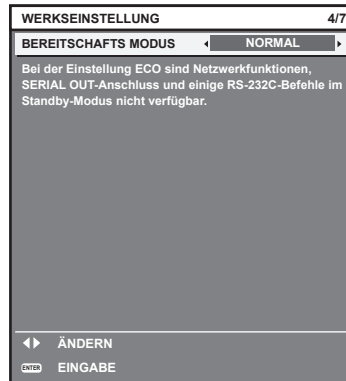 WERKSEINSTELLUNG 4/7
BEREITSCHAFTS MODUS NORMAL
Bei der Einstellung ECO sind Netzwerkfunktionen,
SERIAL OUT-Anschluss und einige RS-232C-Befehle im
Standby-Modus nicht verfügbar.
ÄNDERN
ENTER EINGABE